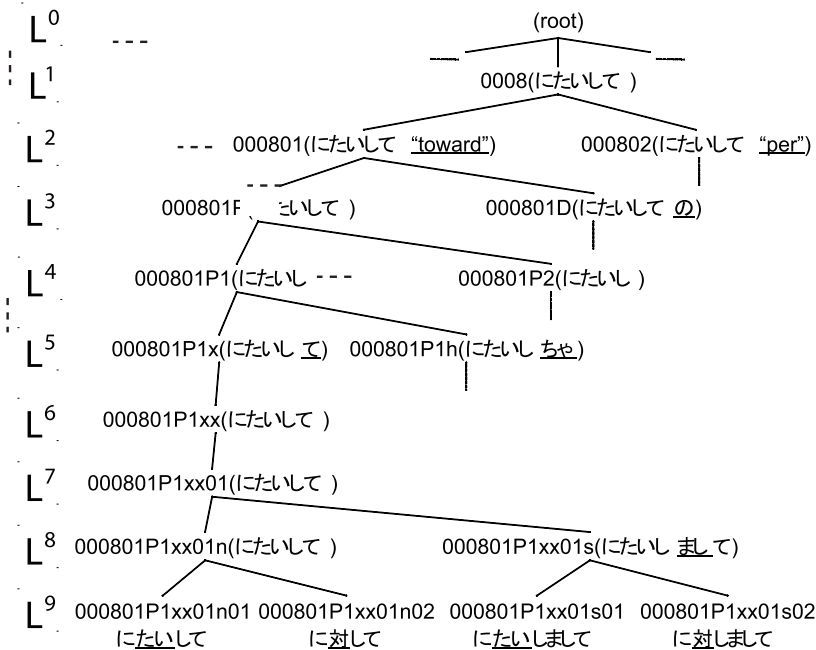 L0 (root)
L1 0008(にたいして )
L2 000801(にたいして “toward”) 000802(にたいして “per”)
L3 000801 たいして ) 000801D(にたいして の)
L4 000801P1(にたいし 000801P2(にたいし )
L5 000801P1x(にたいし て) 000801P1h(にたいし ちゃ)
L6 000801P1xx(にたいして )
L7 000801P1xx01(にたいして )
L8 000801P1xx01n(にたいして ) 000801P1xx01s(にたいし まして)
L9 000801P1xx01n01 000801P1xx01n02 000801P1xx01s01 000801P1xx01s02
にたいして に対して にたいしまして に対しまして